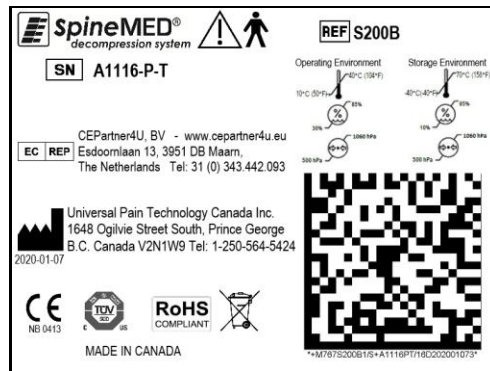 SpineMED®
decompression system
REF S200B
SN A1116-P-T
Operating Environment
Storage Environment
40°C (104°F)
10°C (50°F)
70°C (158°F)
-40°C(-40°F)
%
85%
30%
%
85%
10%
1060 hPa
500 hPa
1060 hPa
500 hPa
EC REP
CEPartner4U, BV - www.cepartner4u.eu
Esdoornlaan 13, 3951 DB Maarn,
The Netherlands Tel: 31 (0) 343.442.093
Universal Pain Technology Canada Inc.
1648 Ogilvie Street South, Prince George
B.C. Canada V2N1W9 Tel: 1-250-564-5424
2020-01-07
CE
NB 0413
TÜV
SÜD
C US
RoHS
COMPLIANT
MADE IN CANADA
*+M767S200B1/S+A1116PT/16D202001073*